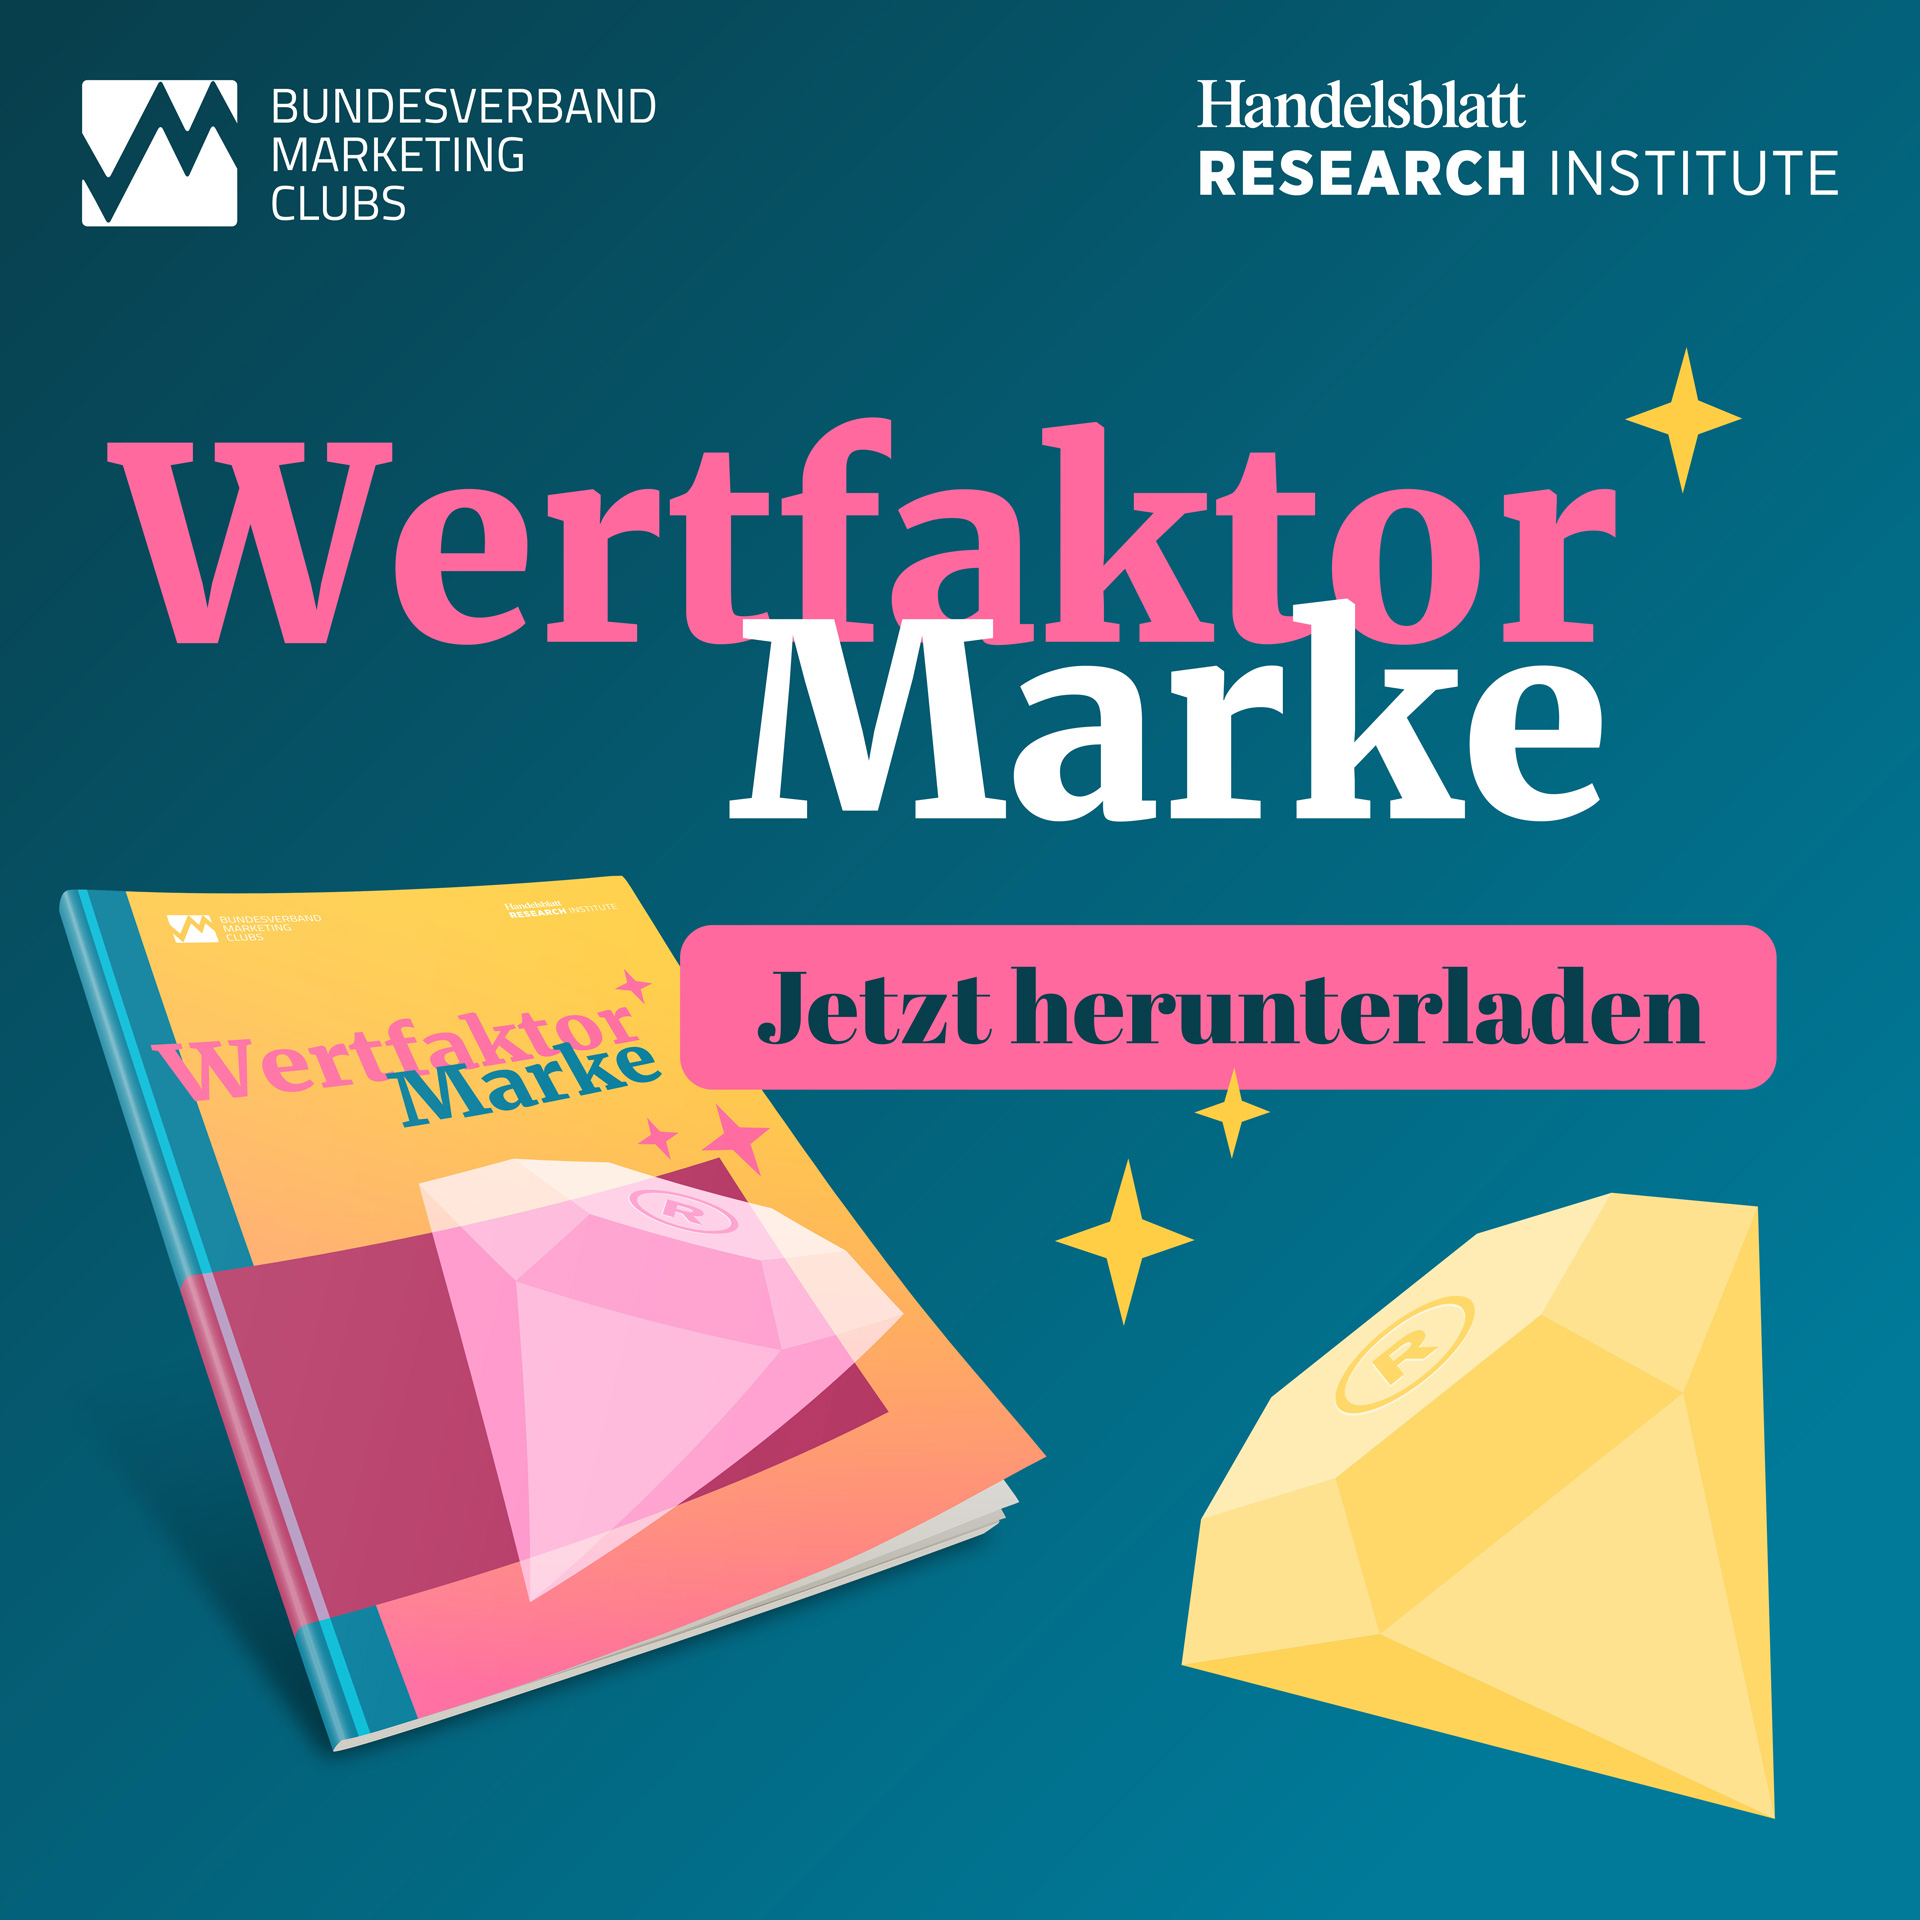 BUNDESVERBAND
MARKETING
CLUBS
Handelsblatt
RESEARCH INSTITUTE
Wertfaktor
Marke
Jetzt herunterladen
BUNDESVERBAND
MARKETING
CLUBS
Handelsblatt
RESEARCH INSTITUTE
Wertfaktor
Marke
R
R